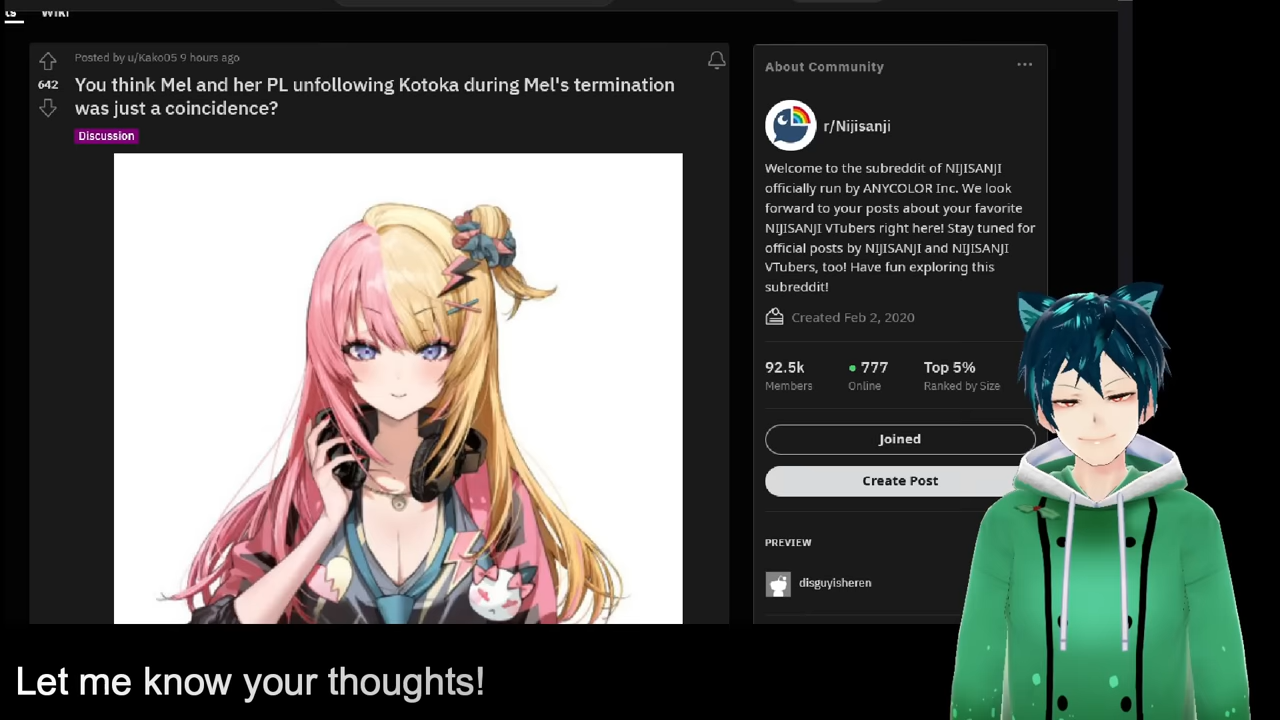 Wiki
Posted by u/Kako05 9 hours ago
642
You think Mel and her PL unfollowing Kotoka during Mel's termination
was just a coincidence?
Discussion
About Community
r/Nijisanji
Welcome to the subreddit of NIJISANJI
officially run by ANYCOLOR Inc. We look
forward to your posts about your favorite
NIJISANJI VTubers right here! Stay tuned for
official posts by NIJISANJI and NIJISANJI
VTubers, too! Have fun exploring this
subreddit!
Created Feb 2, 2020
92.5k 777 Top 5%
Members Online Ranked by Size
Joined
Create Post
PREVIEW
disguyisheren
Let me know your thoughts!